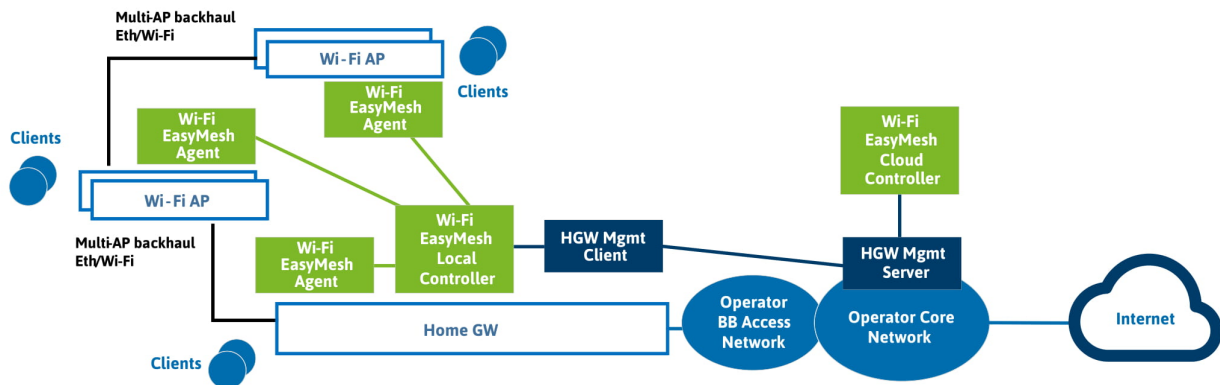 Multi-AP backhaul
Eth/Wi-Fi
Wi-Fi AP
Clients
Wi-Fi
EasyMesh
Agent
Wi-Fi
EasyMesh
Agent
Clients
Wi-Fi AP
Multi-AP backhaul
Eth/Wi-Fi
Wi-Fi
EasyMesh
Agent
Wi-Fi
EasyMesh
Local
Controller
HGW Mgmt
Client
Wi-Fi
EasyMesh
Cloud
Controller
HGW Mgmt
Server
Home GW
Operator
BB Access
Network
Operator Core
Network
Internet
Clients